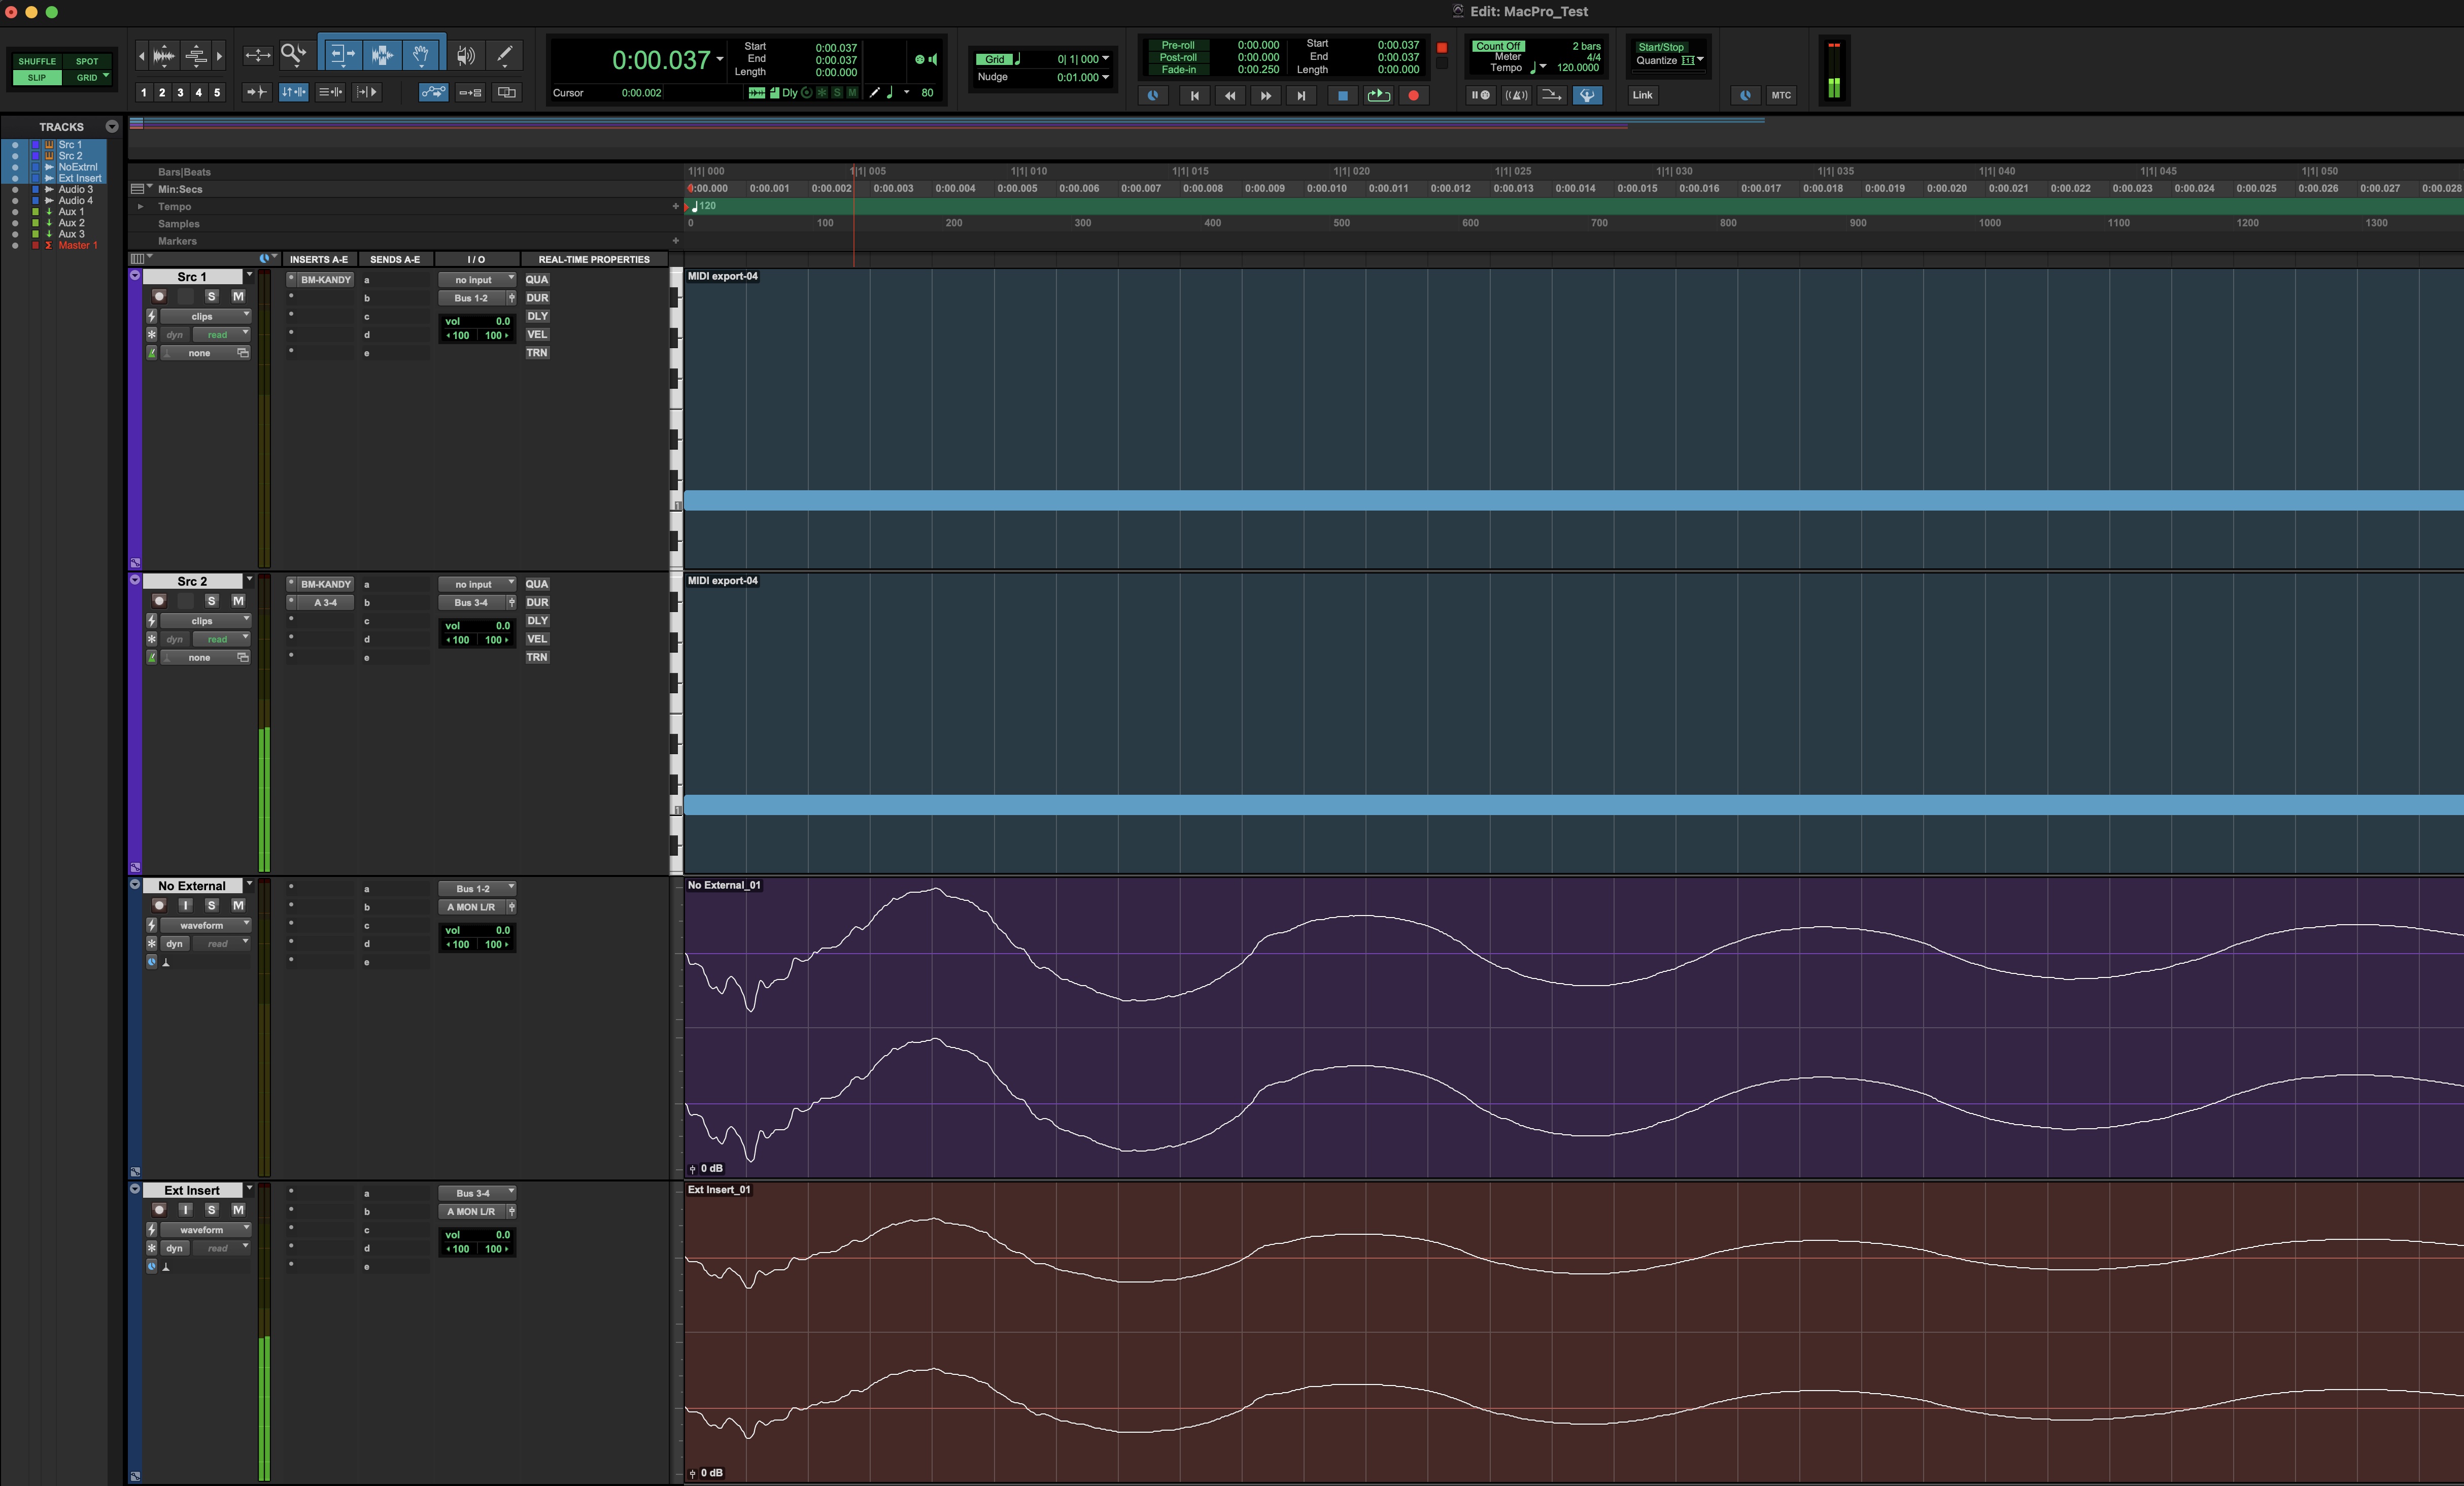 Edit: MacPro_Test
SHUFFLE SPOT
SLIP GRID
1 2 3 4 5
0:00.037
Start 0:00.037
End 0:00.037
Length 0:00.000
Cursor 0:00.002
Dly S M 80
Grid 0| 1| 000
Nudge 0:01.000
Pre-roll 0:00.000
Post-roll 0:00.000
Fade-in 0:00.250
Start 0:00.037
End 0:00.037
Length 0:00.000
Count Off 2 bars
Meter 4/4
Tempo 120.0000
Start/Stop
Quantize
Link
MTC
TRACKS
Src 1
Src 2
NoExtrnl
Ext Insert
Audio 3
Audio 4
Aux 1
Aux 2
Aux 3
Master 1
Bars|Beats 1|1| 000 1|1| 005 1|1| 010 1|1| 015 1|1| 020 1|1| 025 1|1| 030 1|1| 035 1|1| 040 1|1| 045 1|1| 050
Min:Secs 0:00.000 0:00.001 0:00.002 0:00.003 0:00.004 0:00.005 0:00.006 0:00.007 0:00.008 0:00.009 0:00.010 0:00.011 0:00.012 0:00.013 0:00.014 0:00.015 0:00.016 0:00.017 0:00.018 0:00.019 0:00.020 0:00.021 0:00.022 0:00.023 0:00.024 0:00.025 0:00.026 0:00.027 0:00.028
Tempo 120
Samples 0 100 200 300 400 500 600 700 800 900 1000 1100 1200 1300
Markers
INSERTS A-E SENDS A-E I / O REAL-TIME PROPERTIES
Src 1 BM-KANDY a no input QUA MIDI export-04
S M b Bus 1-2 DUR
clips c vol 0.0 DLY
dyn read d 100 100 VEL
none e TRN
Src 2 BM-KANDY a no input QUA MIDI export-04
S M A 3-4 b Bus 3-4 DUR
clips c vol 0.0 DLY
dyn read d 100 100 VEL
none e TRN
No External a Bus 1-2 No External_01
I S M b A MON L/R
waveform c vol 0.0
dyn read d 100 100
e
0 dB
Ext Insert a Bus 3-4 Ext Insert_01
I S M b A MON L/R
waveform c vol 0.0
dyn read d 100 100
e
0 dB